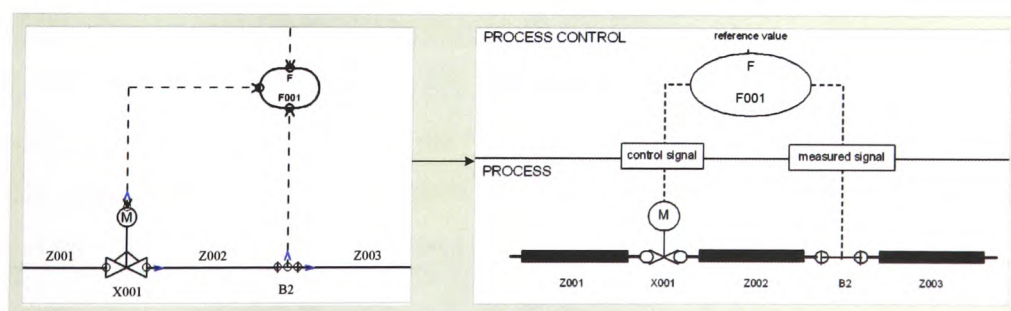 F
F001
M
Z001
Z002
Z003
X001
B2
PROCESS CONTROL
reference value
F
F001
control signal
measured signal
PROCESS
M
Z001
X001
Z002
B2
Z003